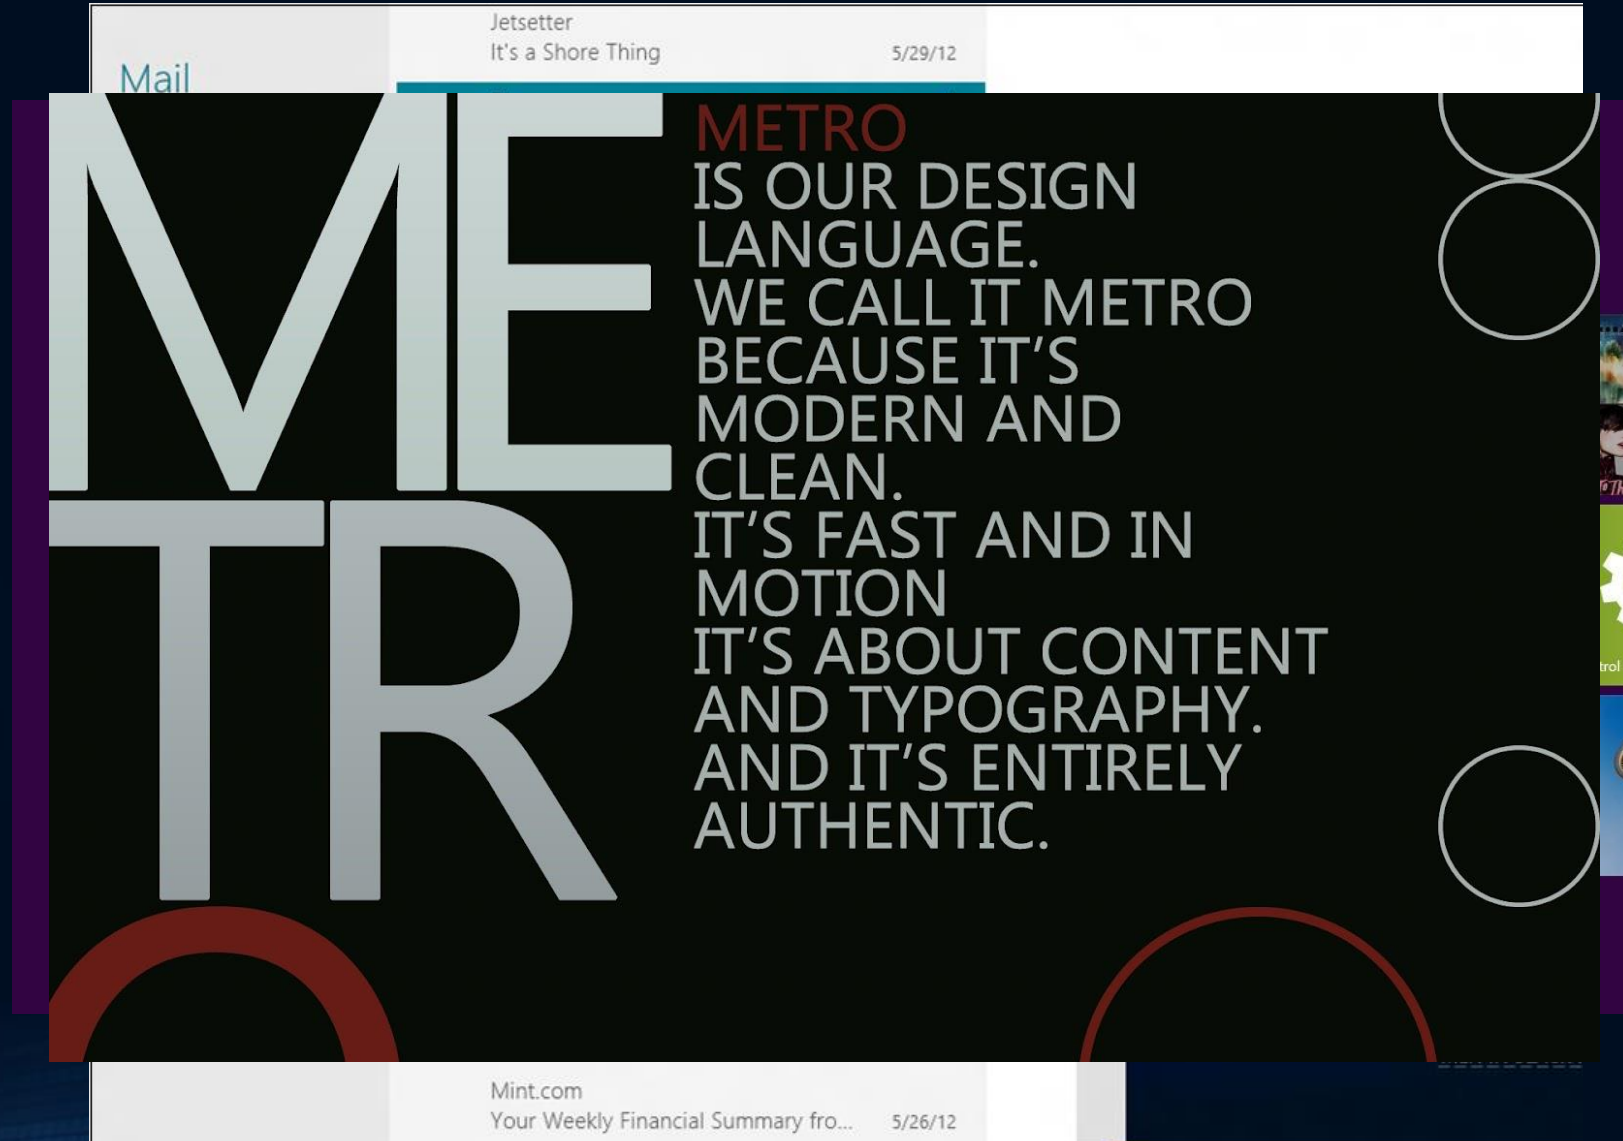 Jetsetter
It's a Shore Thing 5/29/12
Mail
ME
TR
METRO
IS OUR DESIGN
LANGUAGE.
WE CALL IT METRO
BECAUSE IT'S
MODERN AND
CLEAN.
IT'S FAST AND IN
MOTION
IT'S ABOUT CONTENT
AND TYPOGRAPHY.
AND IT'S ENTIRELY
AUTHENTIC.
trol
Mint.com
Your Weekly Financial Summary fro... 5/26/12